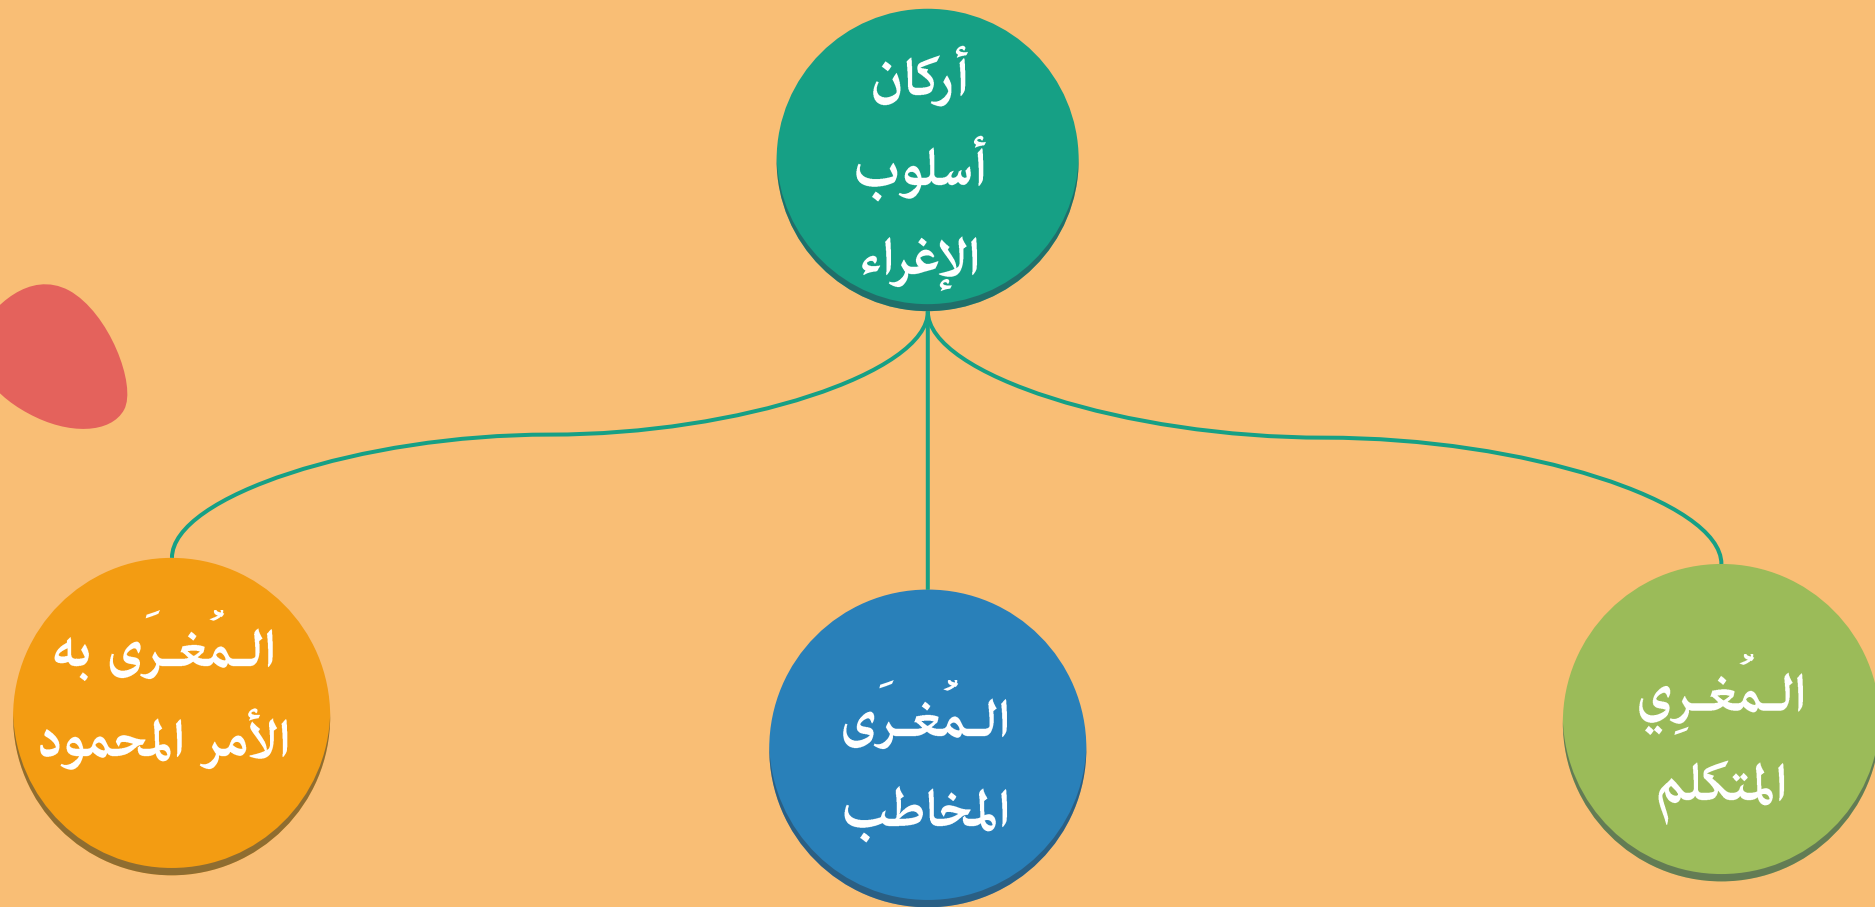 أركان
أسلوب
الإغراء
الـمُغـرِي
المتكلم
الـمُغـرَى
المخاطب
الـمُغـرَى به
الأمر المحمود